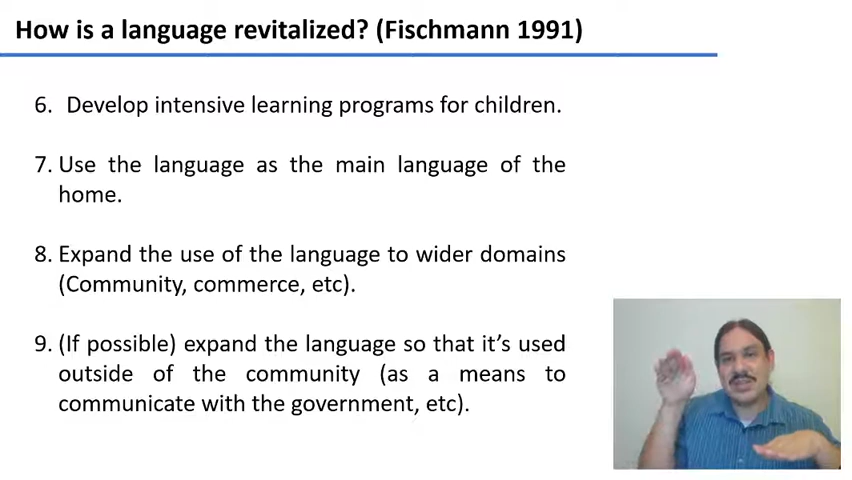 How is a language revitalized? (Fischmann 1991)
6. Develop intensive learning programs for children.
7. Use the language as the main language of the
home.
8. Expand the use of the language to wider domains
(Community, commerce, etc).
9. (If possible) expand the language so that it's used
outside of the community (as a means to
communicate with the government, etc).